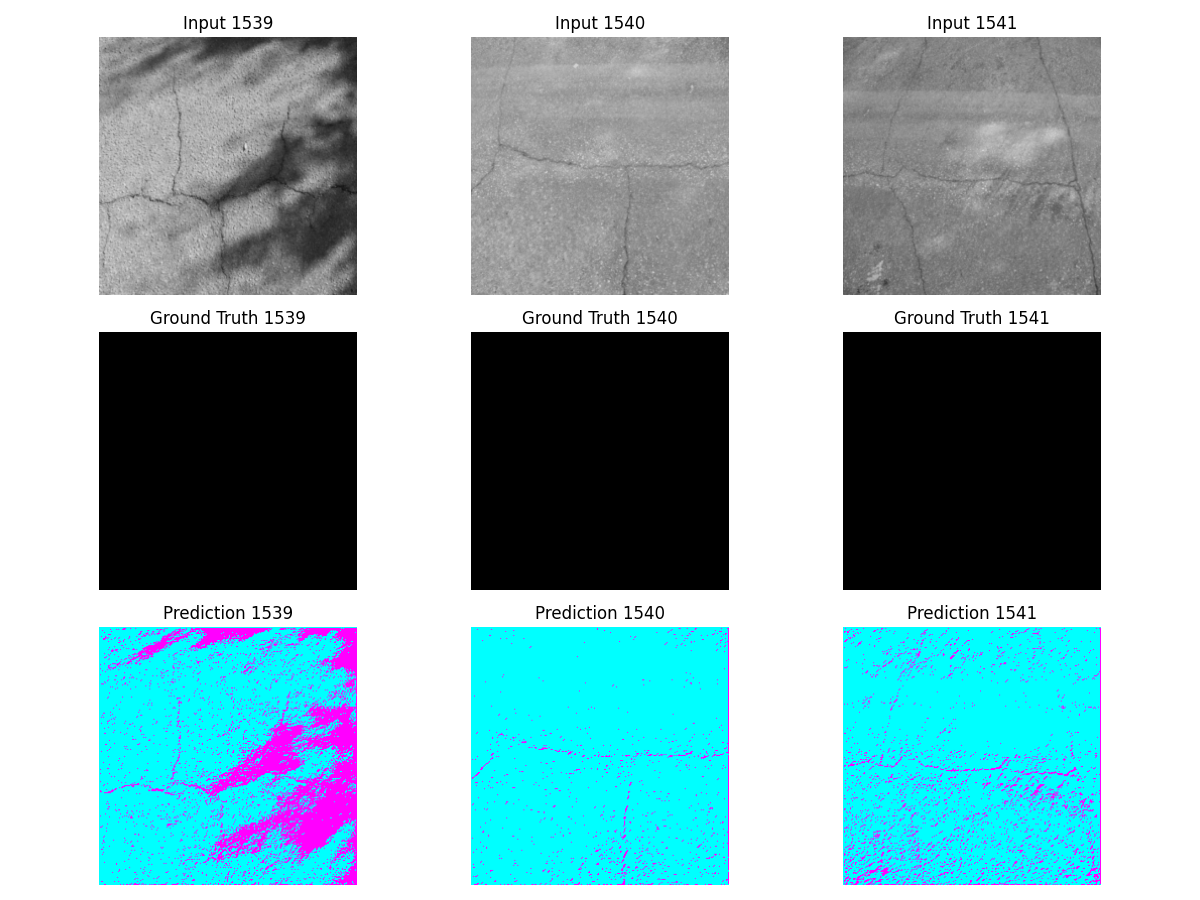 Input 1539
Input 1540
Input 1541
Ground Truth 1539
Ground Truth 1540
Ground Truth 1541
Prediction 1539
Prediction 1540
Prediction 1541